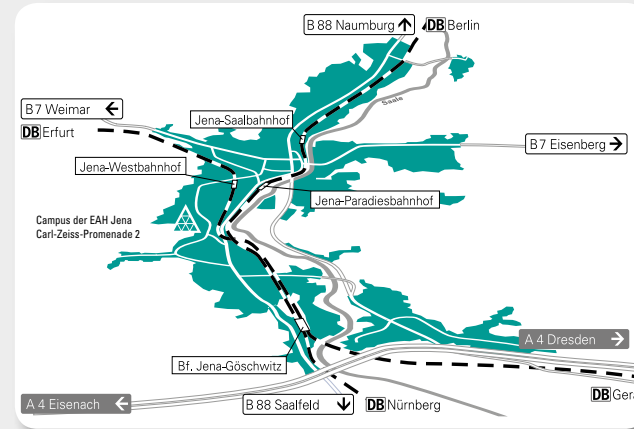 B 88 Naumburg ↑
DB Berlin
Saale
B 7 Weimar ←
DB Erfurt
Jena-Saalbahnhof
B 7 Eisenberg →
Jena-Westbahnhof
Jena-Paradiesbahnhof
Campus der EAH Jena
Carl-Zeiss-Promenade 2
A 4 Dresden →
Bf. Jena-Göschwitz
A 4 Eisenach ←
B 88 Saalfeld ↓
DB Nürnberg
DB Gera